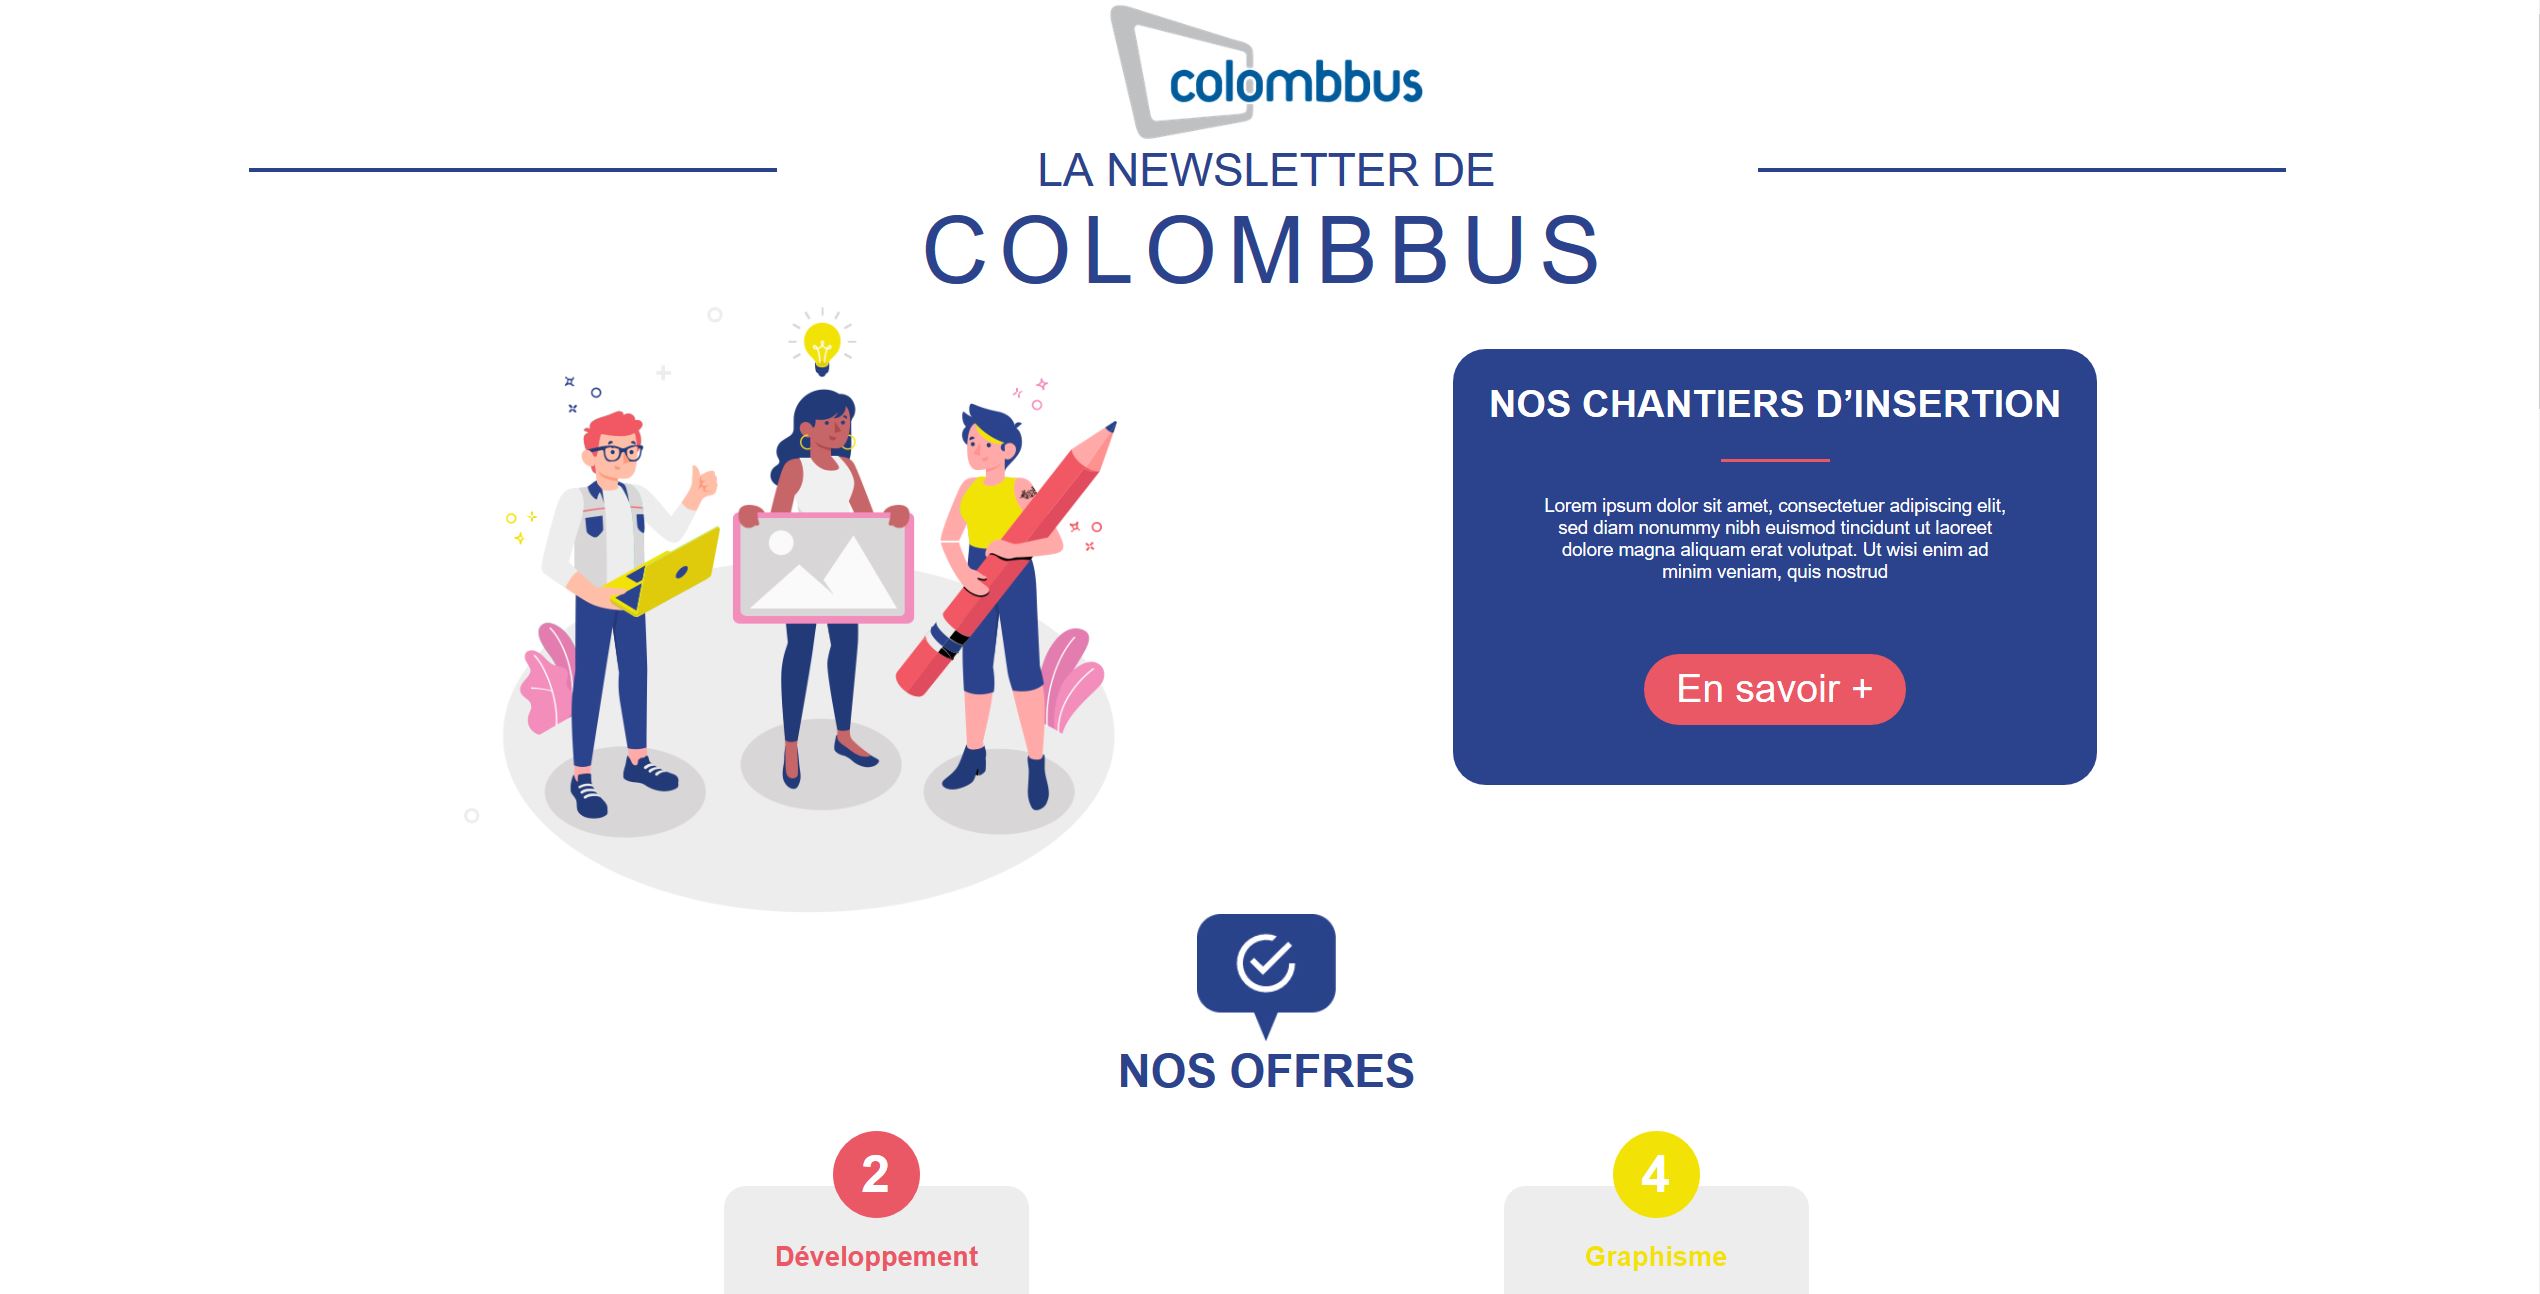 colombbus
LA NEWSLETTER DE
COLOMBBUS
NOS CHANTIERS D’INSERTION
Lorem ipsum dolor sit amet, consectetuer adipiscing elit,
sed diam nonummy nibh euismod tincidunt ut laoreet
dolore magna aliquam erat volutpat. Ut wisi enim ad
minim veniam, quis nostrud
En savoir +
NOS OFFRES
2
Développement
4
Graphisme